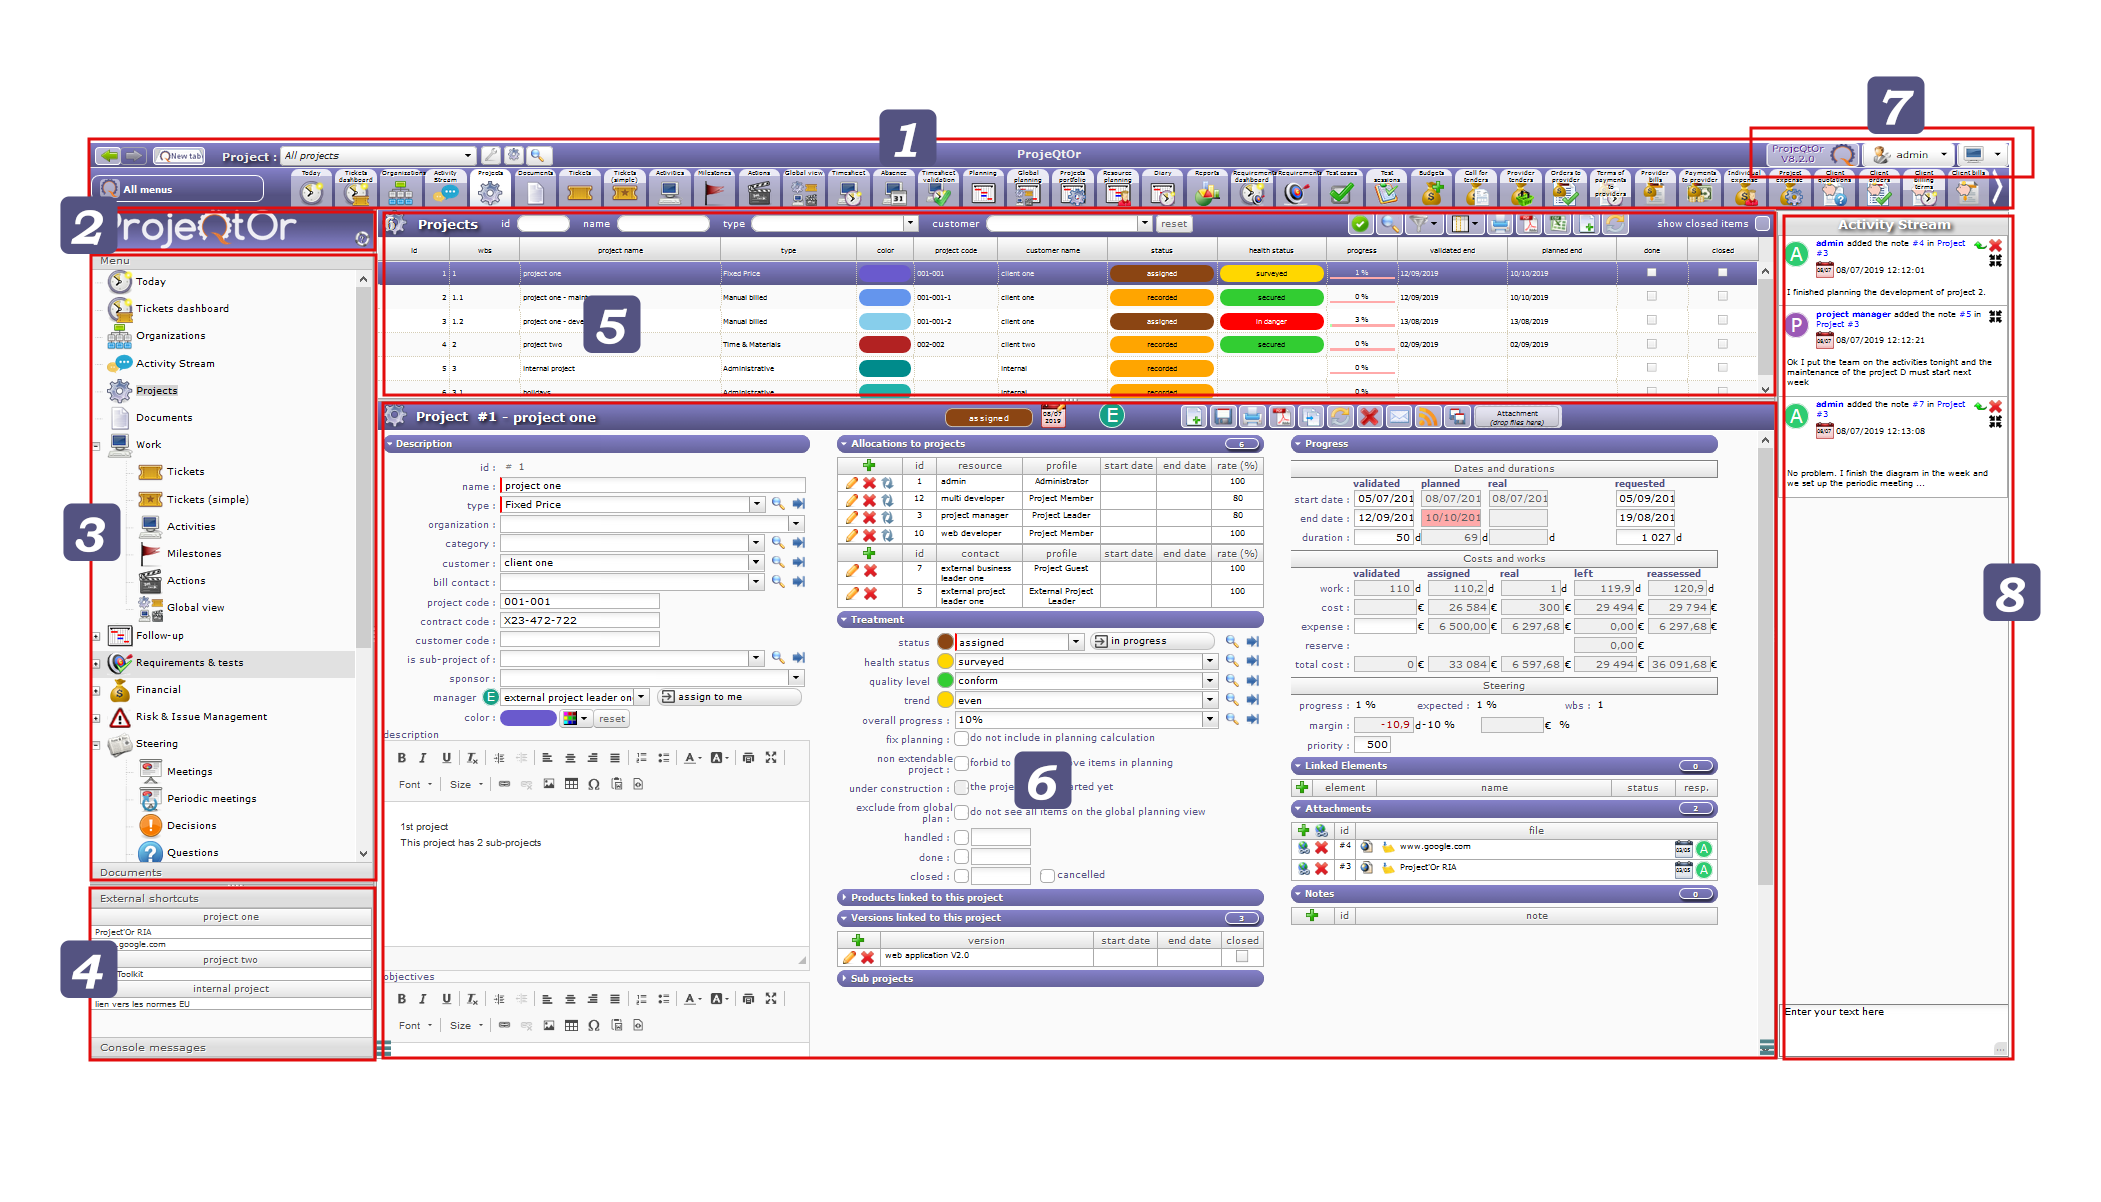 1
7
New tab
Project : All projects
ProjeQtOr
ProjeQtOr V8.2.0
admin
All menus
Today
Tickets dashboard
Organizations
Activity Stream
Projects
Documents
Tickets
Tickets (simple)
Activities
Milestones
Actions
Global view
Timesheet
Absence
Timesheet validation
Planning
Global planning
Projects portfolio
Resource planning
Diary
Reports
Requirements dashboard
Requirements
Test cases
Test sessions
Budgets
Call for tenders
Provider tenders
Orders to provider
Terms of payments to providers
Provider bills
Payments to provider
Individual expense
Project expense
Client quotations
Client orders
Client billing terms
Client bills
2
ProjeQtOr
Menu
Today
Tickets dashboard
Organizations
Activity Stream
Projects
Documents
Work
Tickets
Tickets (simple)
3
Activities
Milestones
Actions
Global view
Follow-up
Requirements & tests
Financial
Risk & Issue Management
Steering
Meetings
Periodic meetings
Decisions
Questions
Documents
External shortcuts
project one
Project'Or RIA
.google.com
4
project two
Toolkit
internal project
lien vers les normes EU
Console messages
Projects id name type customer reset show closed items
id wbs project name type color project code customer name status health status progress validated end planned end done closed
1 1 project one Fixed Price 001-001 client one assigned surveyed 1 % 12/09/2019 10/10/2019
2 1.1 project one - maint Manual billed 001-001-1 client one recorded secured 0 % 12/09/2019 10/10/2019
3 1.2 project one - deve Manual billed 001-001-2 client one assigned in danger 3 % 13/08/2019 13/08/2019
4 2 project two Time & Materials 002-002 client two recorded secured 0 % 02/09/2019 02/09/2019
5 3 internal project Administrative internal recorded 0 %
6 3.1 holidays Administrative internal recorded 0 %
5
Project #1 - project one
assigned
08/07 2019
E
Attachment
(drop files here)
Description
id : # 1
name : project one
type : Fixed Price
organization :
category :
customer : client one
bill contact :
project code : 001-001
contract code : X23-472-722
customer code :
is sub-project of :
sponsor :
manager E external project leader on assign to me
color : reset
description
Font Size
1st project
This project has 2 sub-projects
objectives
Font Size
Allocations to projects 6
id resource profile start date end date rate (%)
1 admin Administrator 100
12 multi developer Project Member 80
3 project manager Project Leader 80
10 web developer Project Member 100
id contact profile start date end date rate (%)
7 external business leader one Project Guest 100
5 external project leader one External Project Leader 100
Treatment
status assigned in progress
health status surveyed
quality level conform
trend even
overall progress : 10%
fix planning : do not include in planning calculation
non extendable project : forbid to ve items in planning
under construction : the proje arted yet
exclude from global plan : do not see all items on the global planning view
6
handled :
done :
closed : cancelled
Products linked to this project
Versions linked to this project 3
version start date end date closed
web application V2.0
Sub projects
Progress
Dates and durations
validated planned real requested
start date : 05/07/201 08/07/201 08/07/201 05/09/201
end date : 12/09/201 10/10/201 19/08/201
duration : 50 d 69 d d 1 027 d
Costs and works
validated assigned real left reassessed
work : 110 d 110,2 d 1 d 119,9 d 120,9 d
cost : € 26 584 € 300 € 29 494 € 29 794 €
expense : € 6 500,00 € 6 297,68 € 0,00 € 6 297,68 €
reserve : 0,00 €
total cost : 0 € 33 084 € 6 597,68 € 29 494 € 36 091,68 €
Steering
progress : 1 % expected : 1 % wbs : 1
margin : -10,9 d -10 % € %
priority : 500
Linked Elements 0
element name status resp.
Attachments 2
id file
#4 www.google.com 03/05 A
#3 Project'Or RIA 03/05 A
Notes 0
id note
Activity Stream
A admin added the note #4 in Project #3
08/07 08/07/2019 12:12:01
I finished planning the development of project 2.
P project manager added the note #5 in Project #3
08/07 08/07/2019 12:12:21
Ok I put the team on the activities tonight and the
maintenance of the project D must start next
week
A admin added the note #7 in Project #3
08/07 08/07/2019 12:13:08
No problem. I finish the diagram in the week and
we set up the periodic meeting ...
8
Enter your text here